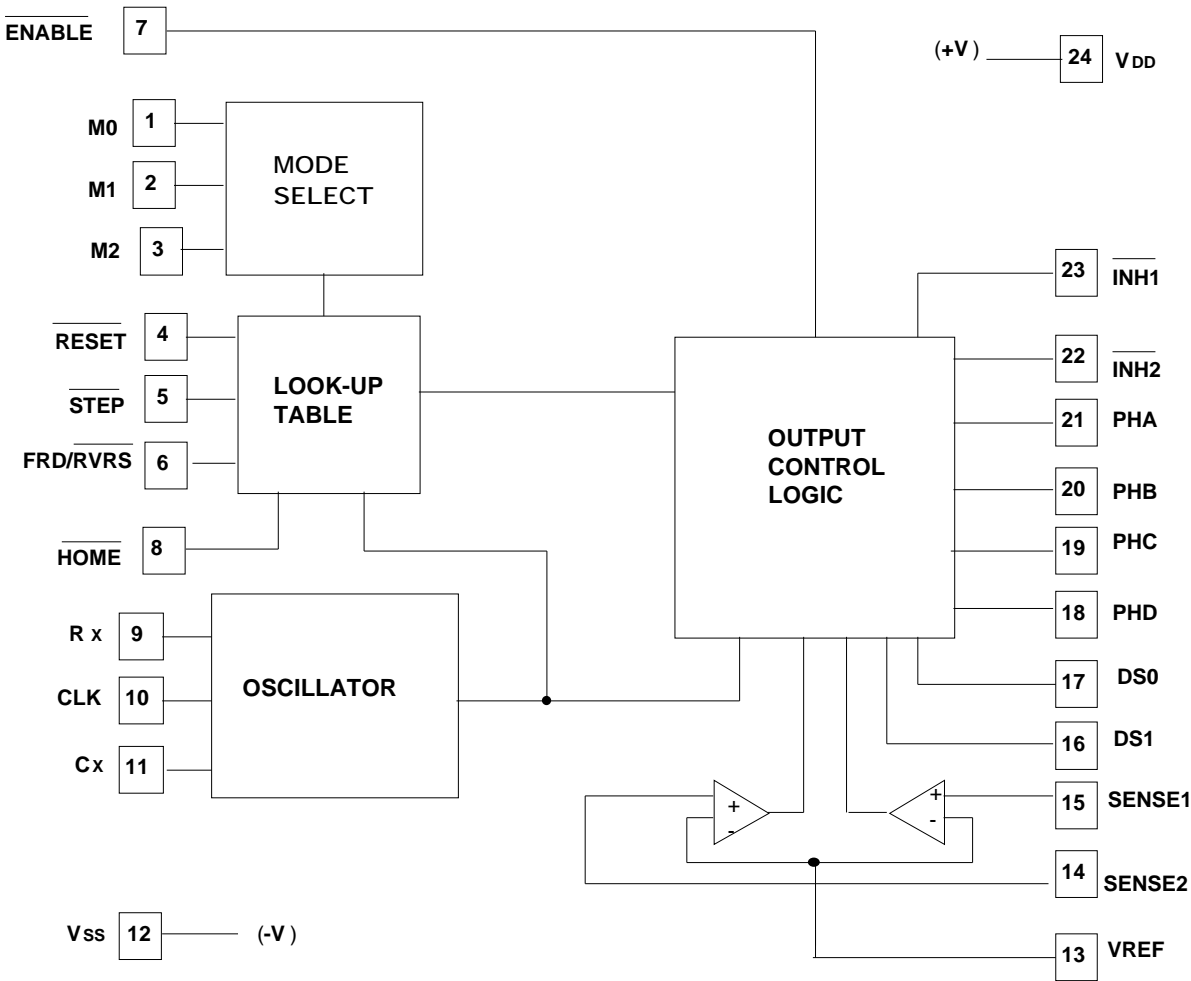 ENABLE 7
(+V) 24 VDD
M0 1
M1 2
M2 3
MODE
SELECT
23 INH1
RESET 4
STEP 5
FRD/RVRS 6
HOME 8
LOOK-UP
TABLE
22 INH2
21 PHA
OUTPUT
CONTROL
LOGIC
20 PHB
19 PHC
18 PHD
RX 9
CLK 10
CX 11
OSCILLATOR
17 DS0
16 DS1
+
-
+
-
15 SENSE1
14 SENSE2
VSS 12 (-V)
13 VREF